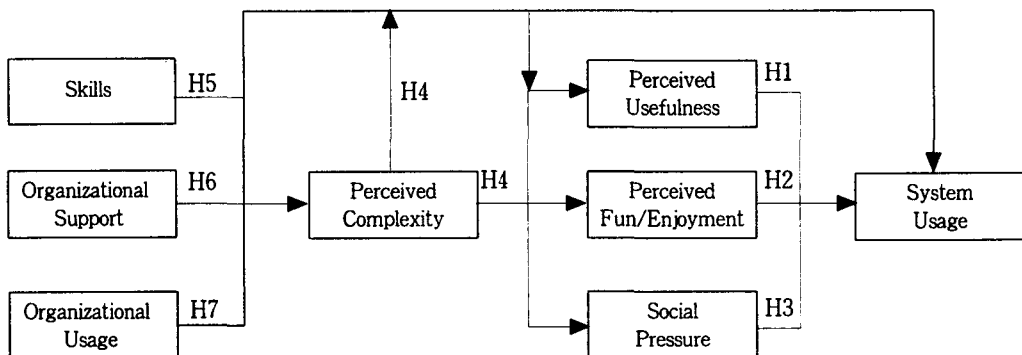 Skills
H5
Organizational
Support
H6
Organizational
Usage
H7
H4
Perceived
Complexity
H4
Perceived
Usefulness
H1
Perceived
Fun/Enjoyment
H2
Social
Pressure
H3
System
Usage